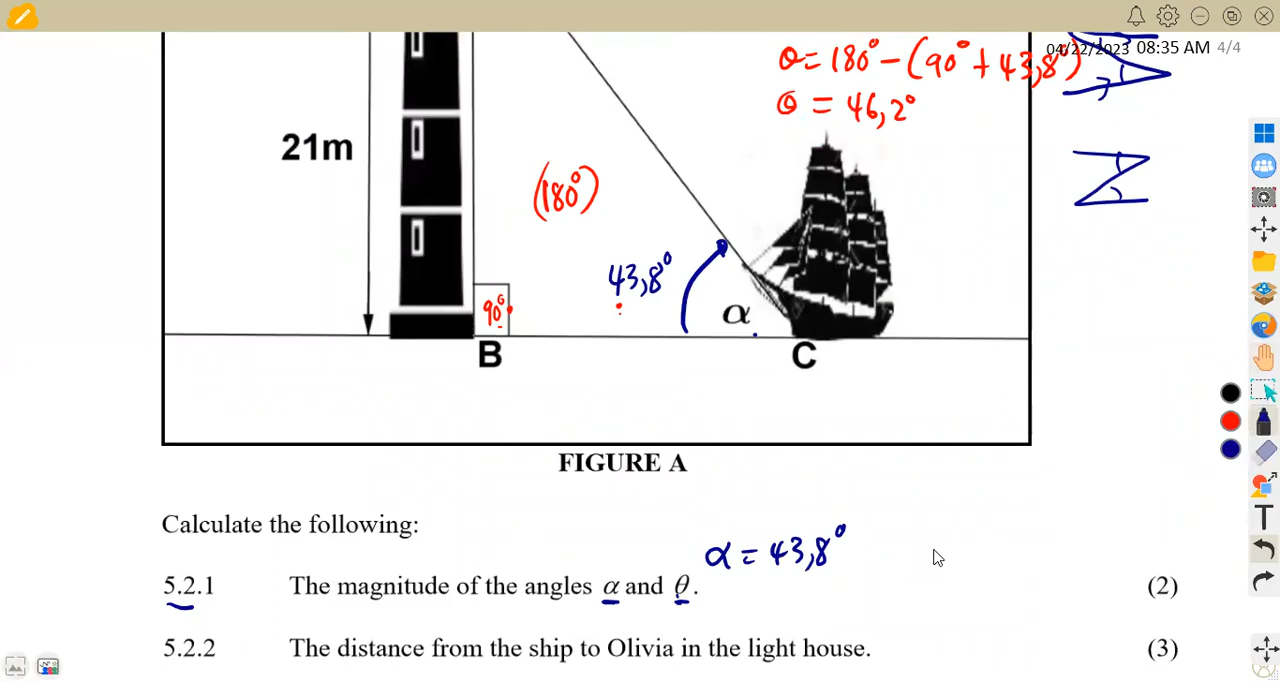 04/22/2023 08:35 AM 4/4
θ = 180° - (90° + 43,8°)
θ = 46,2°
21m
(180°)
43,8°
90°
α
B
C
FIGURE A
Calculate the following:
α = 43,8°
5.2.1 The magnitude of the angles α and θ. (2)
5.2.2 The distance from the ship to Olivia in the light house. (3)
T